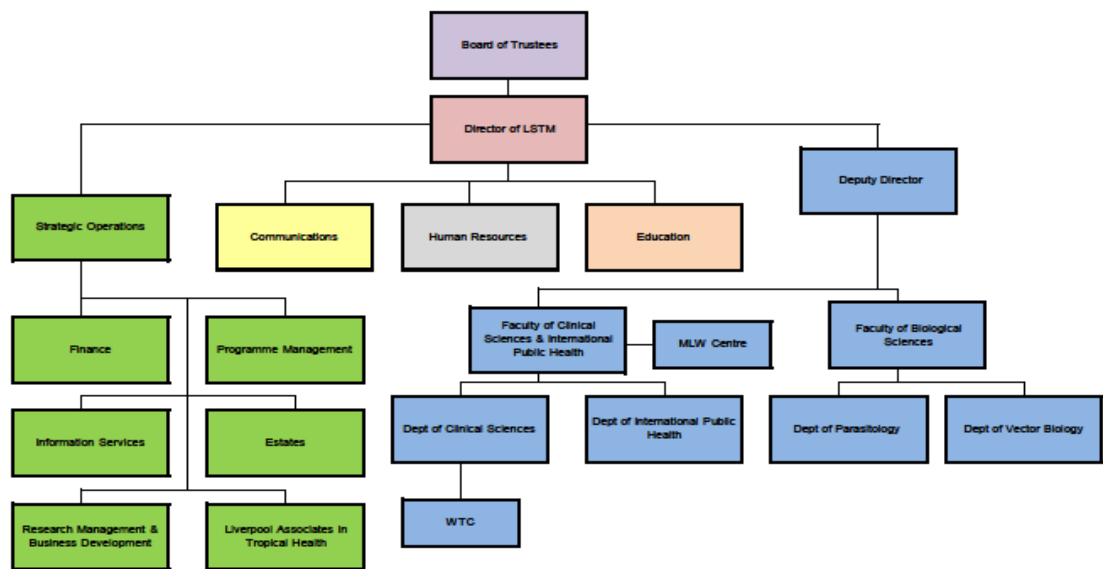 Board of Trustees
Director of LSTM
Deputy Director
Strategic Operations
Communications
Human Resources
Education
Faculty of Clinical
Sciences & International
Public Health
MLW Centre
Faculty of Biological
Sciences
Finance
Programme Management
Dept of Clinical Sciences
Dept of International Public
Health
Dept of Parasitology
Dept of Vector Biology
Information Services
Estates
WTC
Research Management &
Business Development
Liverpool Associates in
Tropical Health